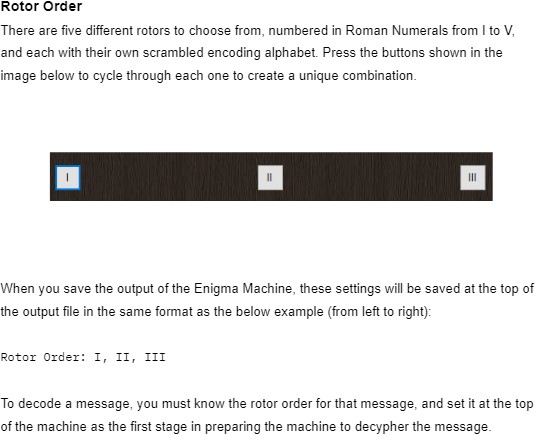 Rotor Order
There are five different rotors to choose from, numbered in Roman Numerals from I to V,
and each with their own scrambled encoding alphabet. Press the buttons shown in the
image below to cycle through each one to create a unique combination.
I II III
When you save the output of the Enigma Machine, these settings will be saved at the top of
the output file in the same format as the below example (from left to right):
Rotor Order: I, II, III
To decode a message, you must know the rotor order for that message, and set it at the top
of the machine as the first stage in preparing the machine to decypher the message.